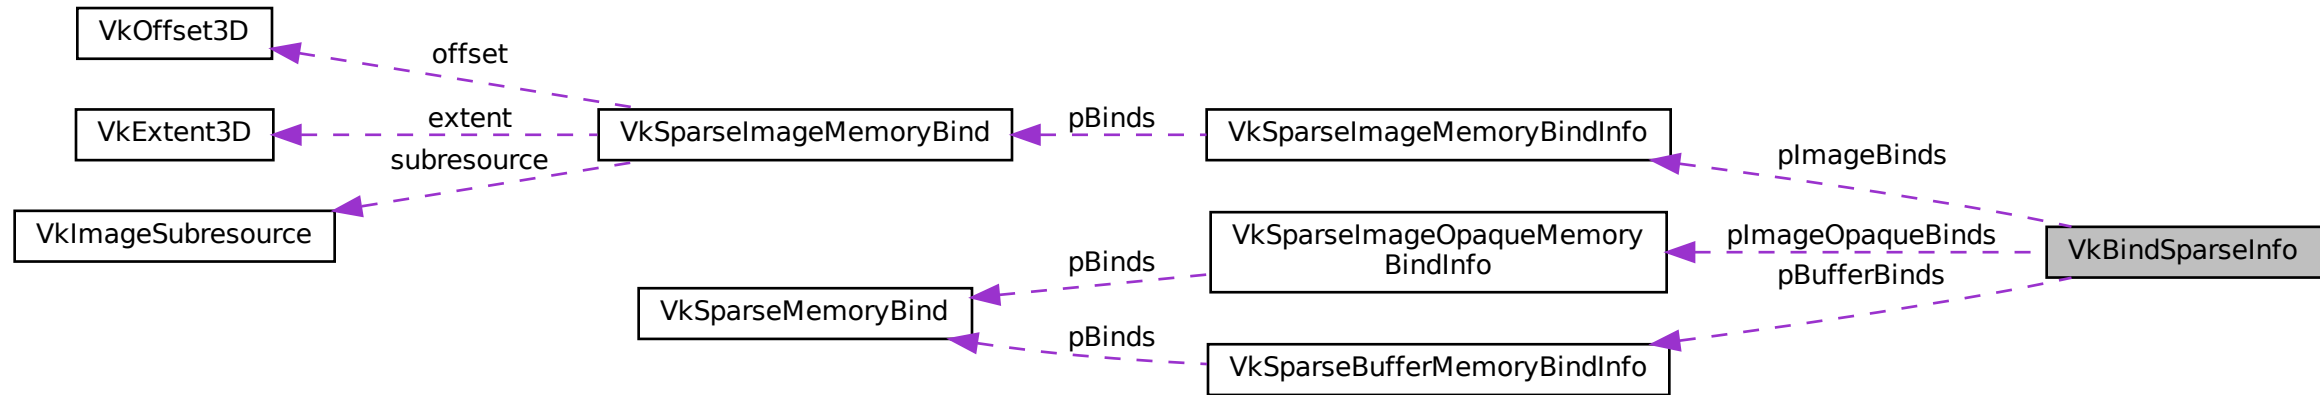 VkOffset3D
offset
VkExtent3D
extent
VkSparseImageMemoryBind
pBinds
VkSparseImageMemoryBindInfo
pImageBinds
subresource
VkImageSubresource
VkSparseImageOpaqueMemory
BindInfo
pImageOpaqueBinds
VkBindSparseInfo
pBinds
pBufferBinds
VkSparseMemoryBind
pBinds
VkSparseBufferMemoryBindInfo